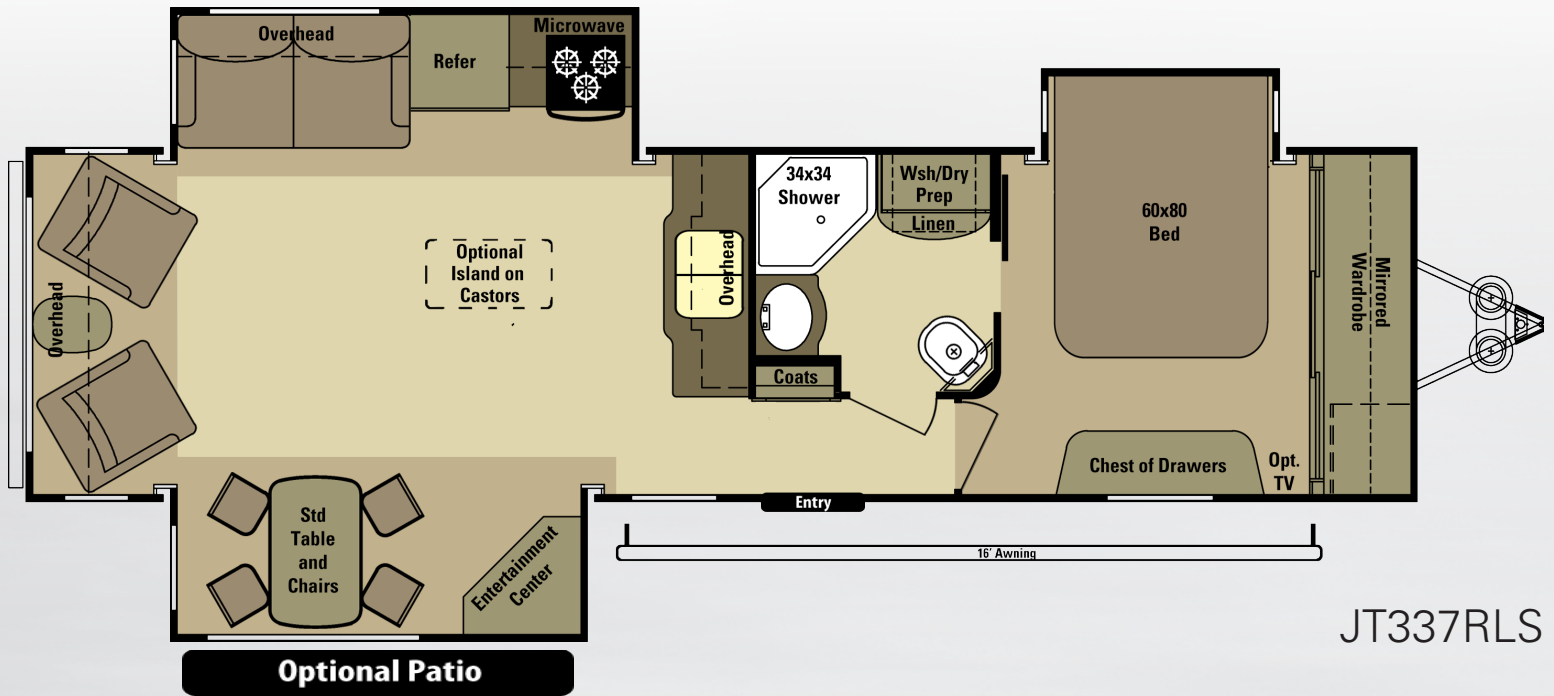 Overhead
Refer
Microwave
34x34
Shower
Wsh/Dry
Prep
Linen
60x80
Bed
Mirrored
Wardrobe
Optional
Island on
Castors
Overhead
Overhead
Coats
Chest of Drawers
Opt.
TV
Std
Table
and
Chairs
Entertainment
Center
Entry
16' Awning
Optional Patio
JT337RLS